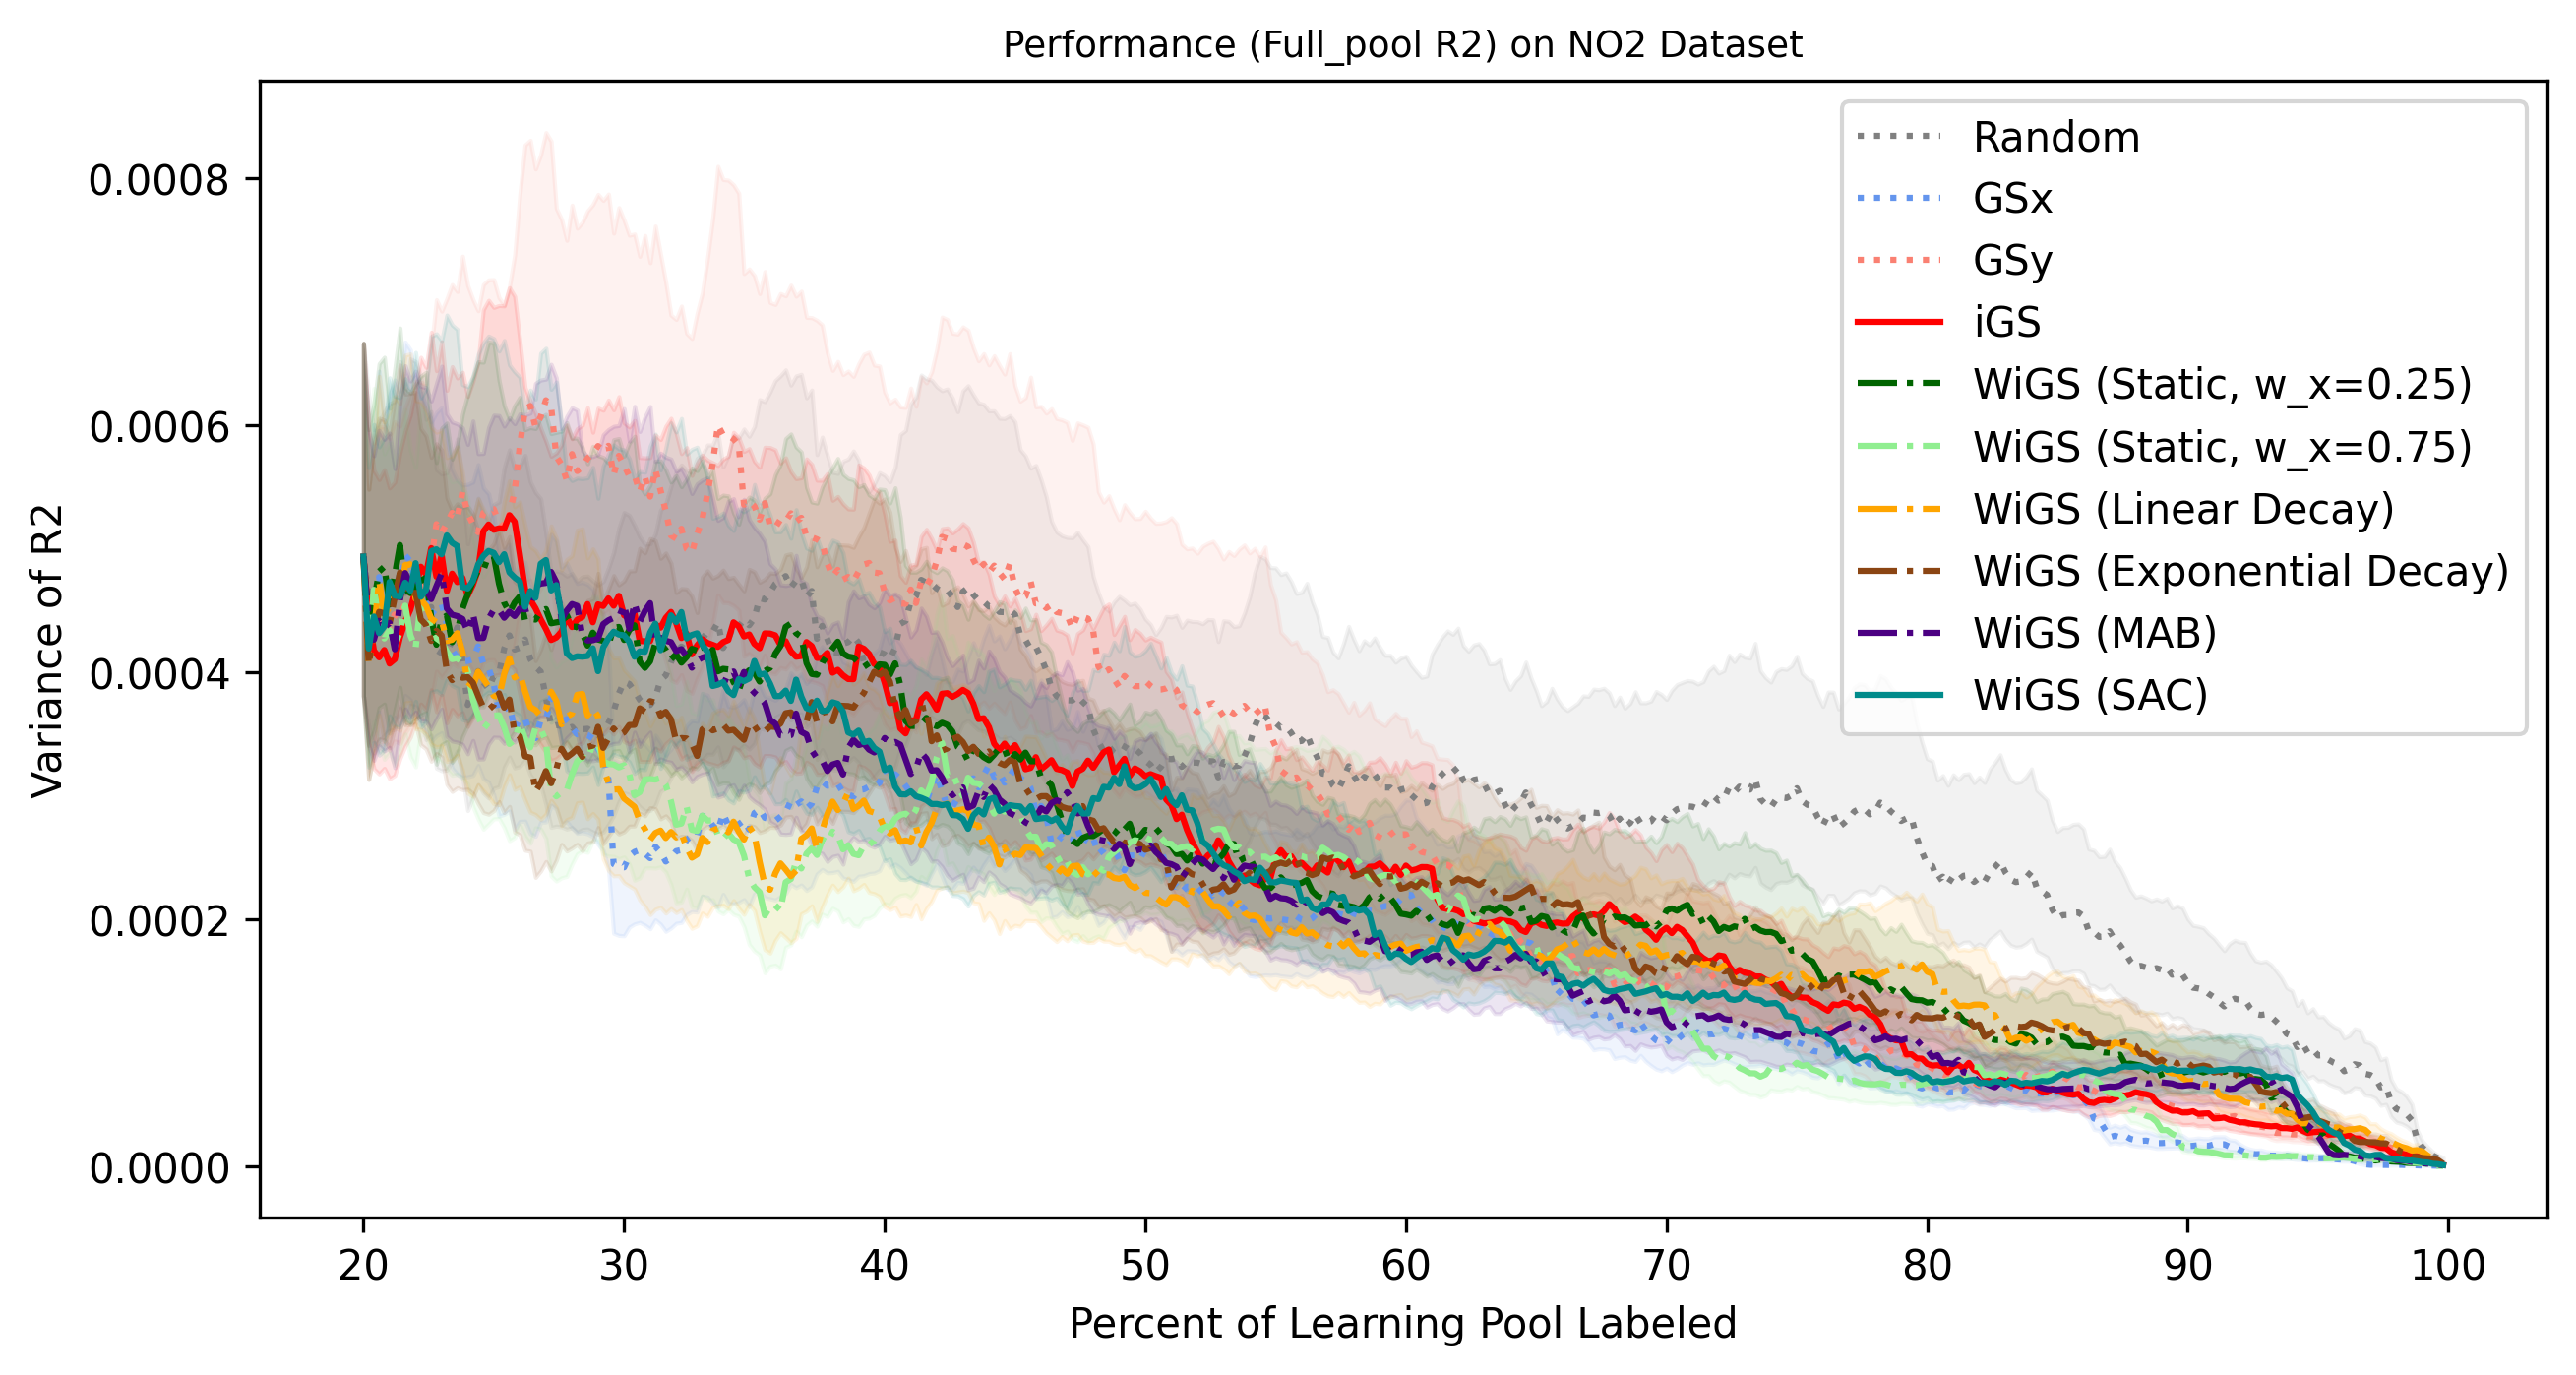 Performance (Full_pool R2) on NO2 Dataset
Variance of R2
0.0008
0.0006
0.0004
0.0002
0.0000
Random
GSx
GSy
iGS
WiGS (Static, w_x=0.25)
WiGS (Static, w_x=0.75)
WiGS (Linear Decay)
WiGS (Exponential Decay)
WiGS (MAB)
WiGS (SAC)
20 30 40 50 60 70 80 90 100
Percent of Learning Pool Labeled